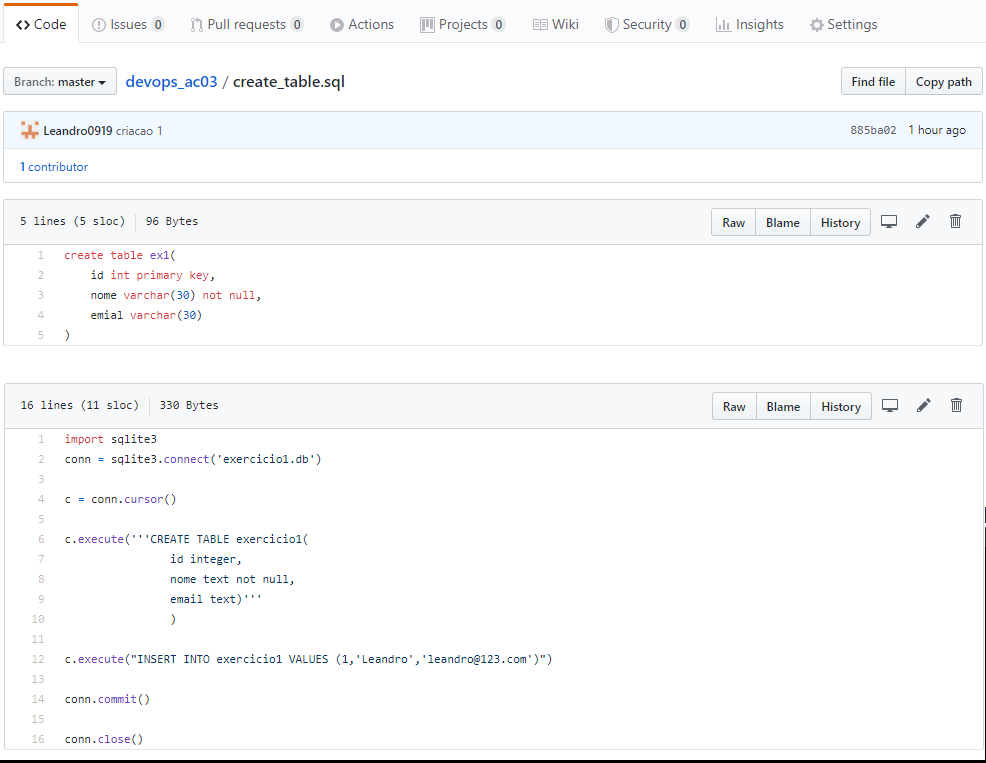 Code Issues 0 Pull requests 0 Actions Projects 0 Wiki Security 0 Insights Settings
Branch: master devops_ac03 / create_table.sql Find file Copy path
Leandro0919 criacao 1 885ba02 1 hour ago
1 contributor
5 lines (5 sloc) 96 Bytes Raw Blame History
1 create table ex1(
2 id int primary key,
3 nome varchar(30) not null,
4 emial varchar(30)
5 )
16 lines (11 sloc) 330 Bytes Raw Blame History
1 import sqlite3
2 conn = sqlite3.connect('exercicio1.db')
3
4 c = conn.cursor()
5
6 c.execute('''CREATE TABLE exercicio1(
7 id integer,
8 nome text not null,
9 email text)'''
10 )
11
12 c.execute("INSERT INTO exercicio1 VALUES (1,'Leandro','leandro@123.com')")
13
14 conn.commit()
15
16 conn.close()